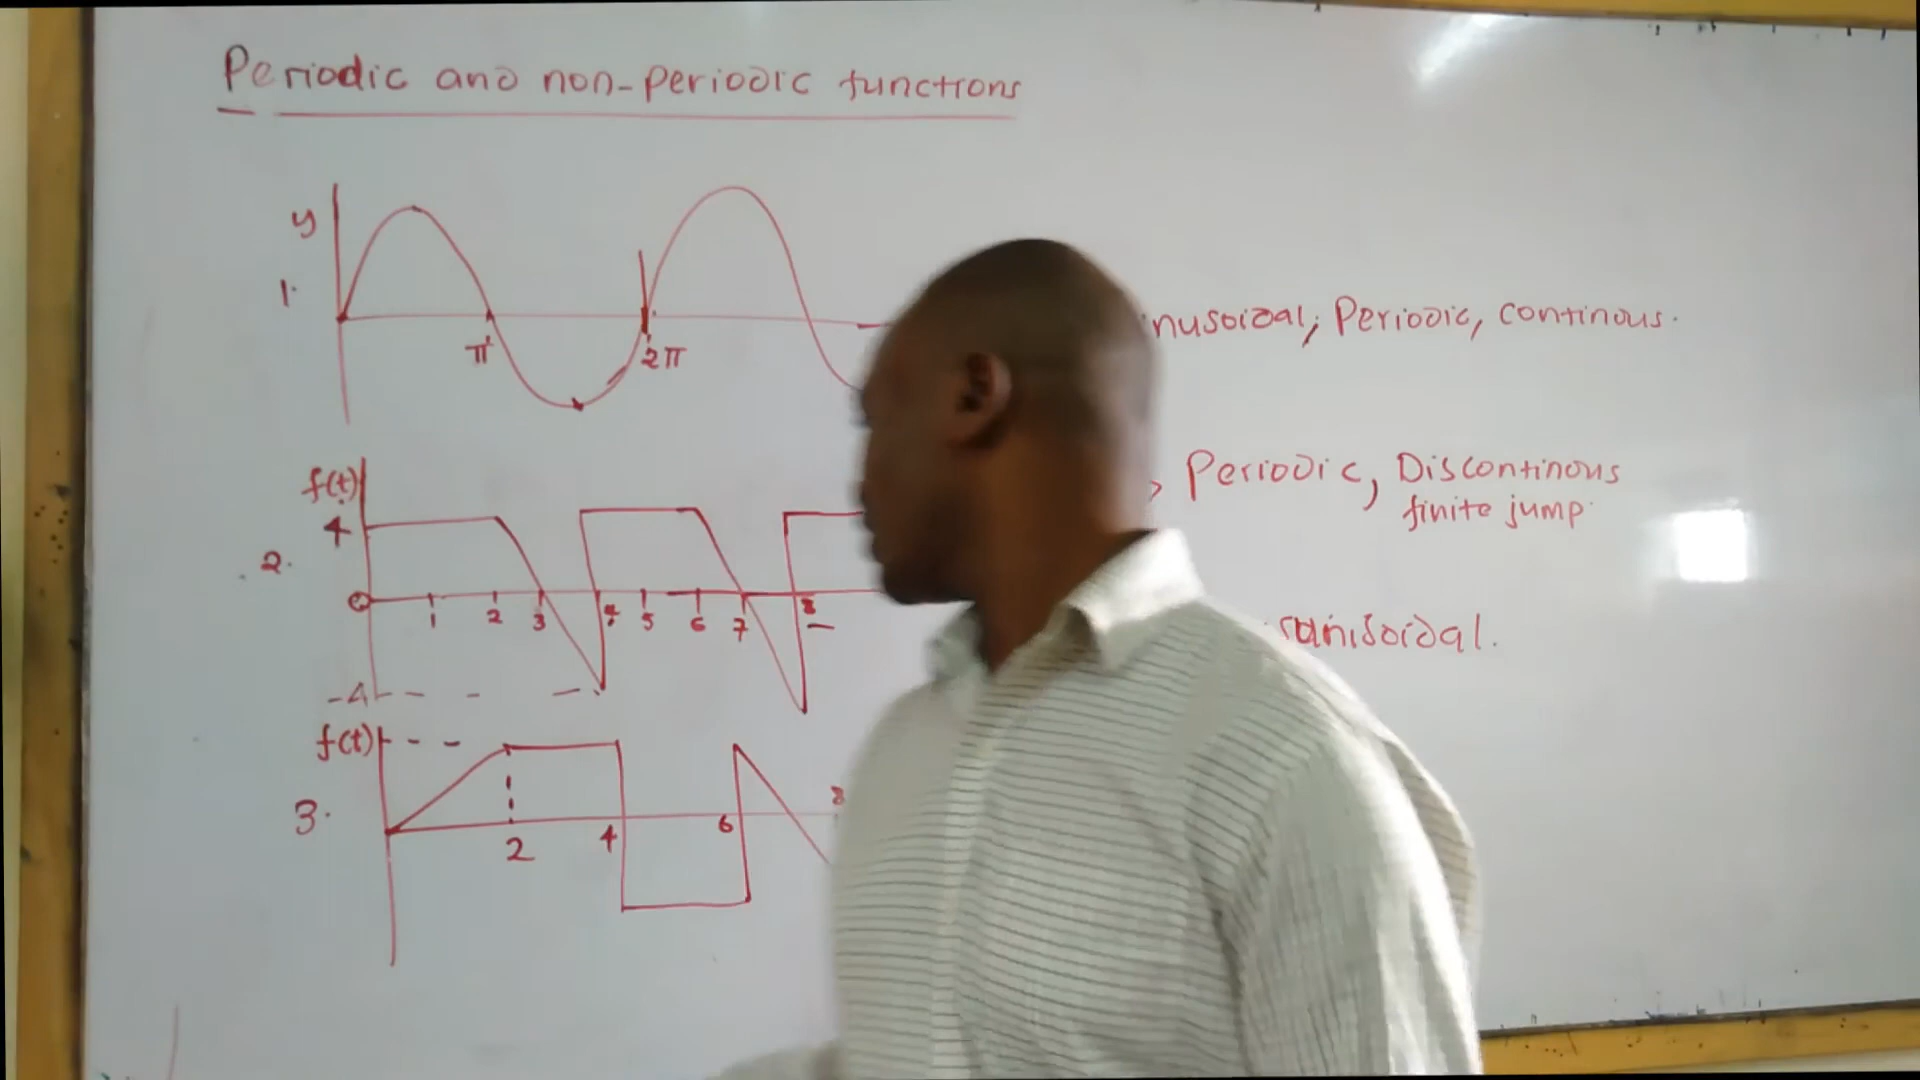 Periodic and non-periodic functions
y
1.
π
2π
nusoidal; Periodic, continous.
f(t)
4
2.
0
1 2 3 4 5 6 7 8
-4
, Periodic, Discontinous
finite jump
f(t)
3.
2 4 6 8